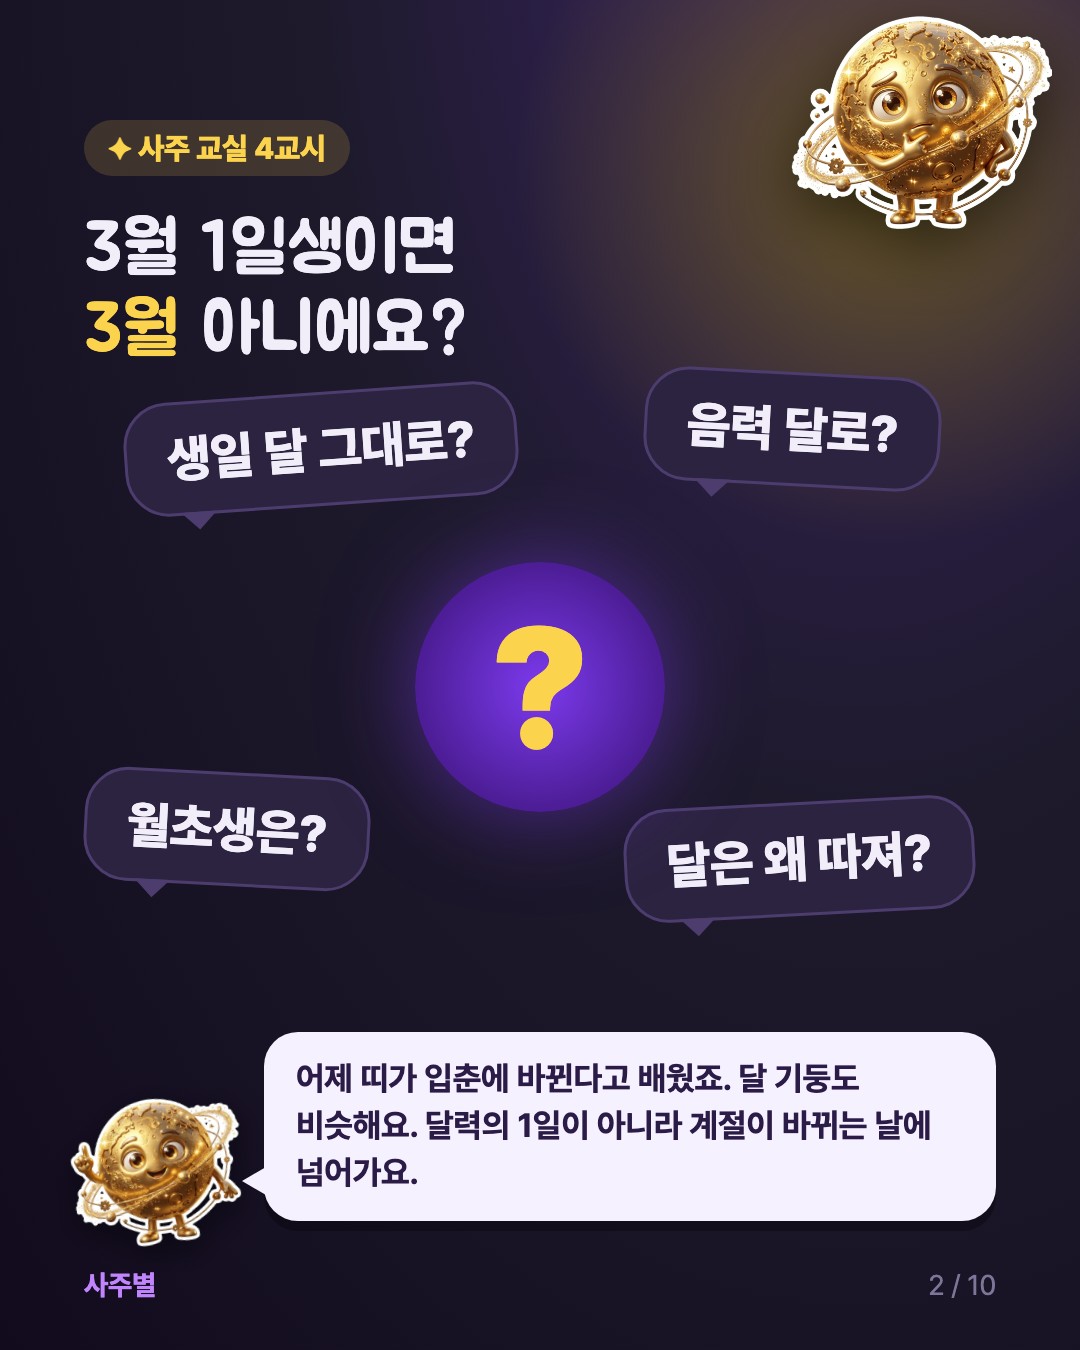 ✦ 사주 교실 4교시
3월 1일생이면
3월 아니에요?
생일 달 그대로?
음력 달로?
?
월초생은?
달은 왜 따져?
어제 띠가 입춘에 바뀐다고 배웠죠. 달 기둥도
비슷해요. 달력의 1일이 아니라 계절이 바뀌는 날에
넘어가요.
사주별
2 / 10